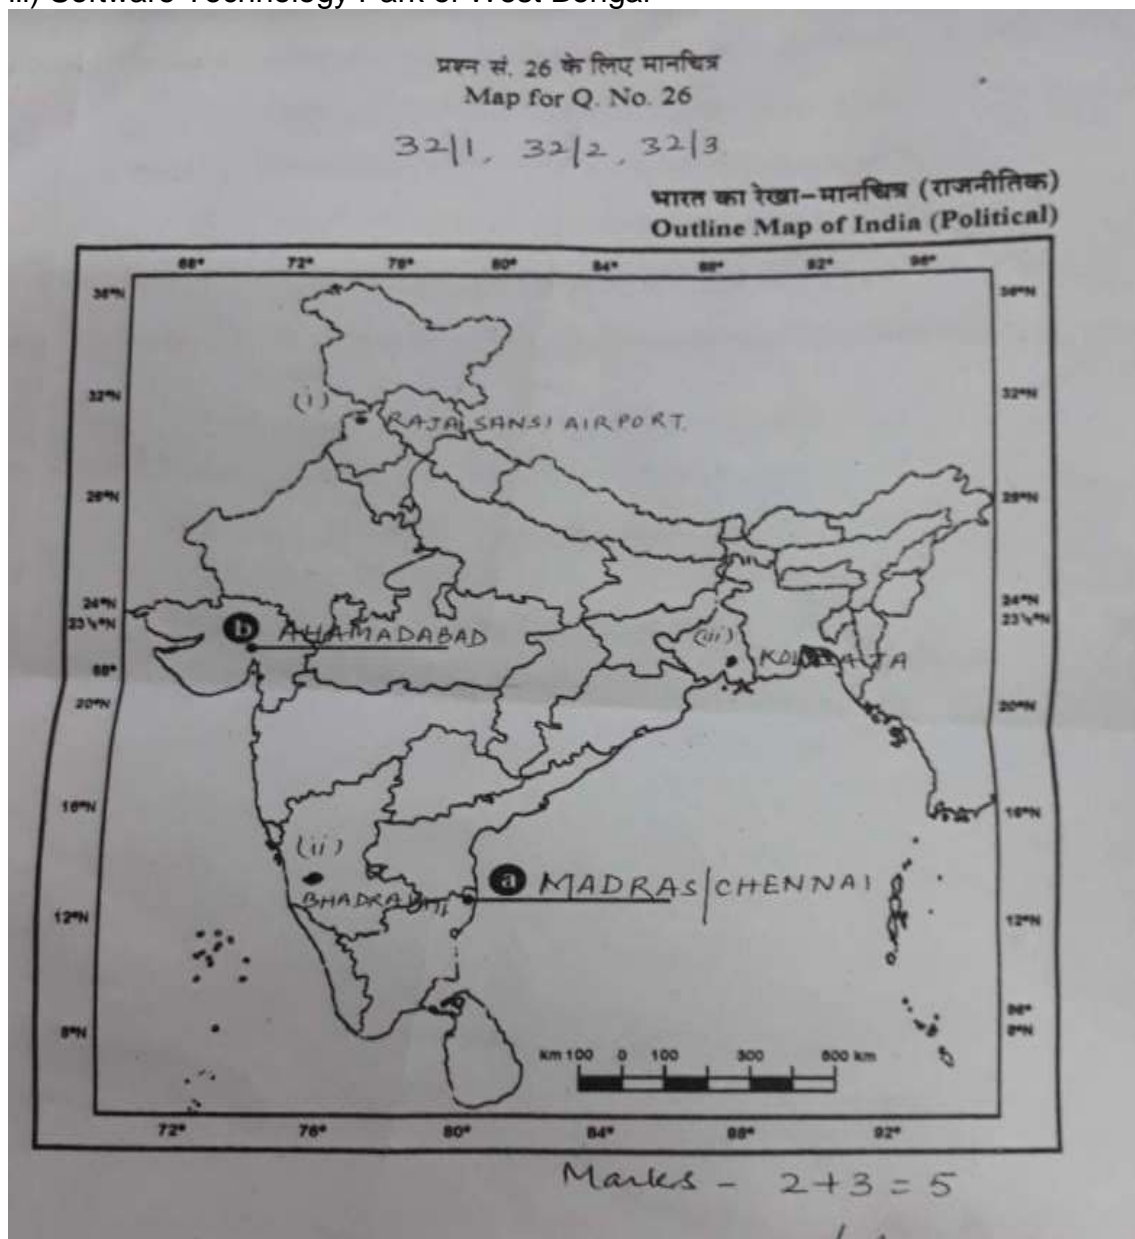 iii) Software Technology Park of West Bengal
प्रश्न सं. 26 के लिए मानचित्र
Map for Q. No. 26
32/1, 32/2, 32/3
भारत का रेखा-मानचित्र (राजनीतिक)
Outline Map of India (Political)
68° 72° 76° 80° 84° 88° 92° 96°
36°N 36°N
32°N 32°N
(i)
RAJA SANSI AIRPORT.
28°N 28°N
24°N 24°N
23½°N 23½°N
b AHAMADABAD
(iii)
KOLKATA
68°
20°N 20°N
16°N 16°N
(ii)
a MADRAS/CHENNAI
BHADRAVATI
12°N 12°N
96°
8°N 8°N
km 100 0 100 300 500 km
72° 76° 80° 84° 88° 92°
Marks - 2+3=5